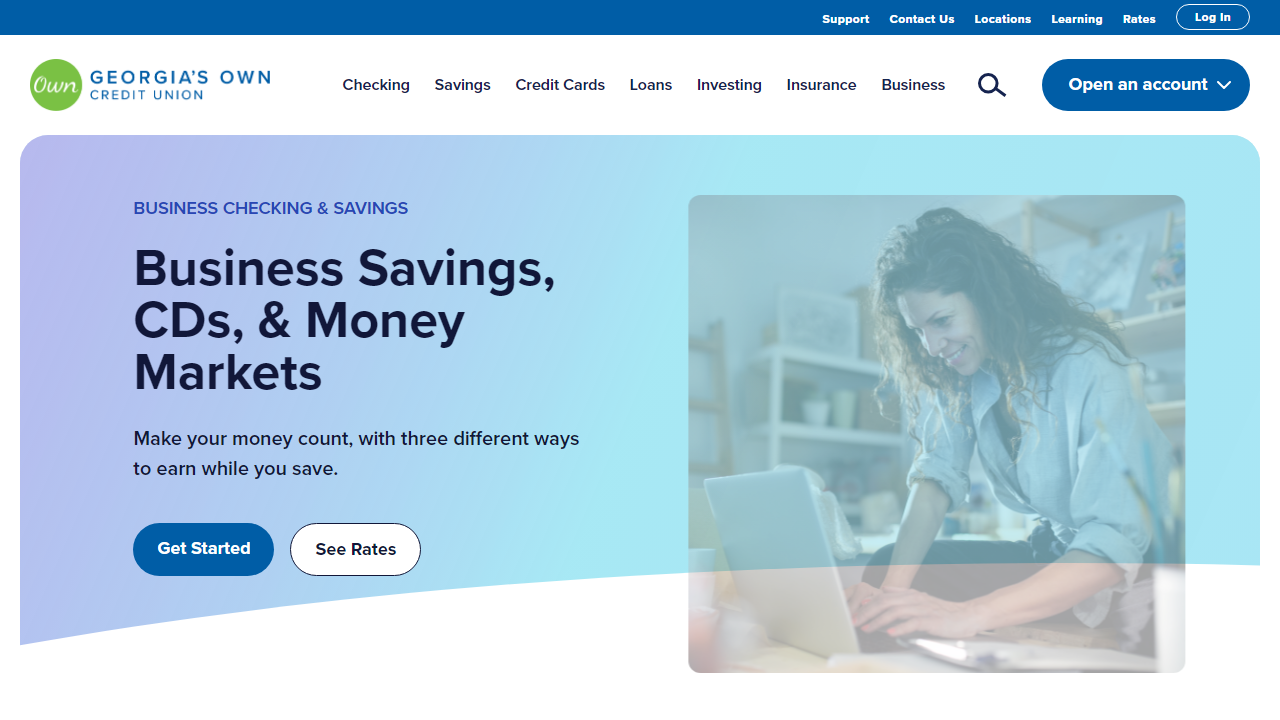 Support Contact Us Locations Learning Rates Log In
Own GEORGIA'S OWN
CREDIT UNION
Checking Savings Credit Cards Loans Investing Insurance Business Open an account
BUSINESS CHECKING & SAVINGS
Business Savings,
CDs, & Money
Markets
Make your money count, with three different ways
to earn while you save.
Get Started See Rates